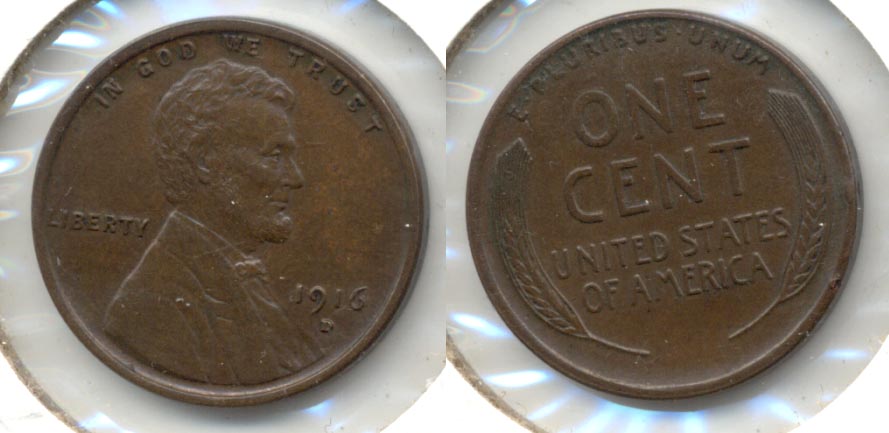 IN GOD WE TRUST
LIBERTY
1916
D
E·PLURIBUS·UNUM
ONE
CENT
UNITED STATES
OF AMERICA